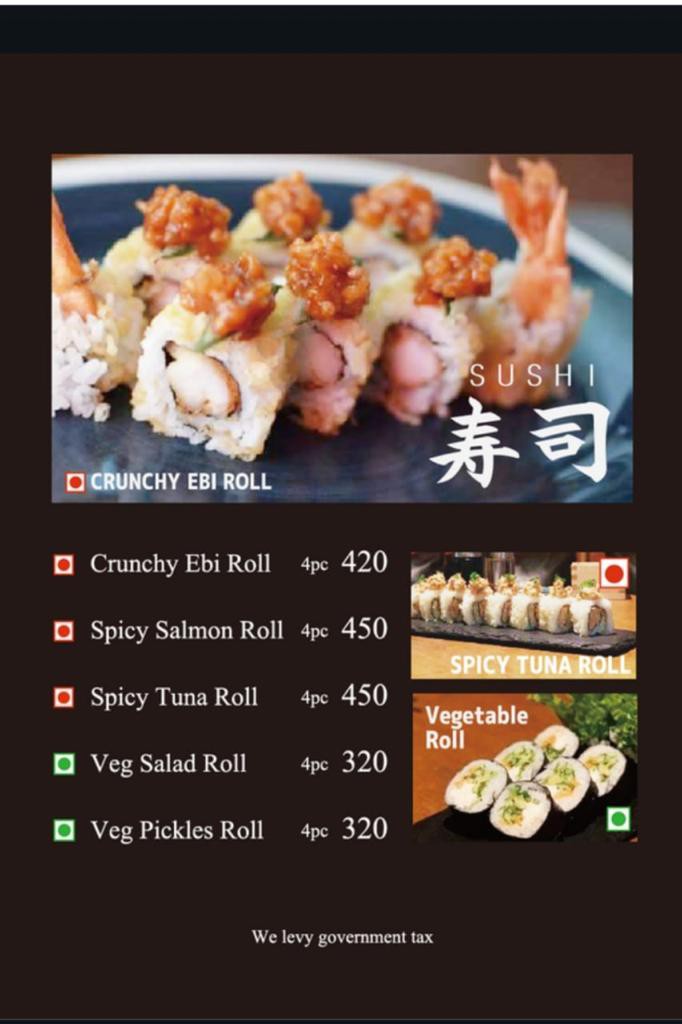 SUSHI
寿司
CRUNCHY EBI ROLL
Crunchy Ebi Roll 4pc 420
Spicy Salmon Roll 4pc 450
Spicy Tuna Roll 4pc 450
Veg Salad Roll 4pc 320
Veg Pickles Roll 4pc 320
SPICY TUNA ROLL
Vegetable
Roll
We levy government tax